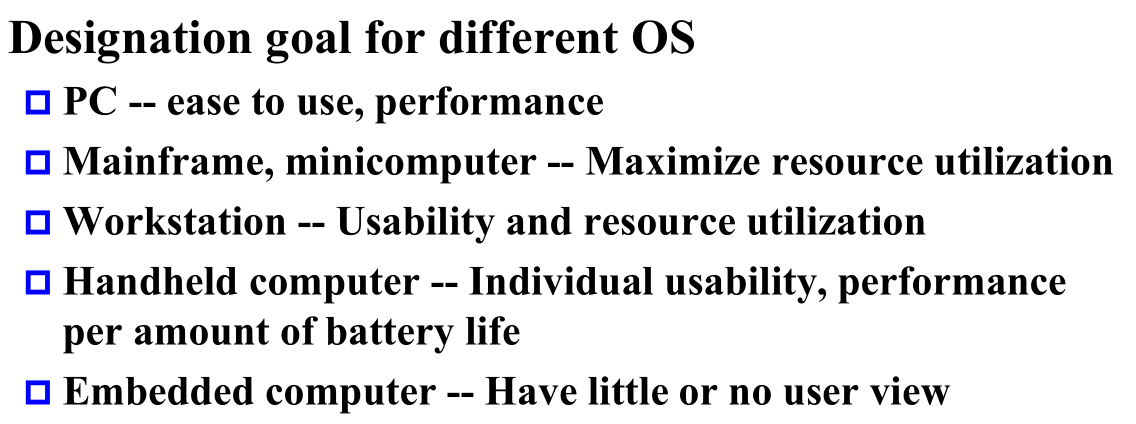 Designation goal for different OS
PC -- ease to use, performance
Mainframe, minicomputer -- Maximize resource utilization
Workstation -- Usability and resource utilization
Handheld computer -- Individual usability, performance
per amount of battery life
Embedded computer -- Have little or no user view